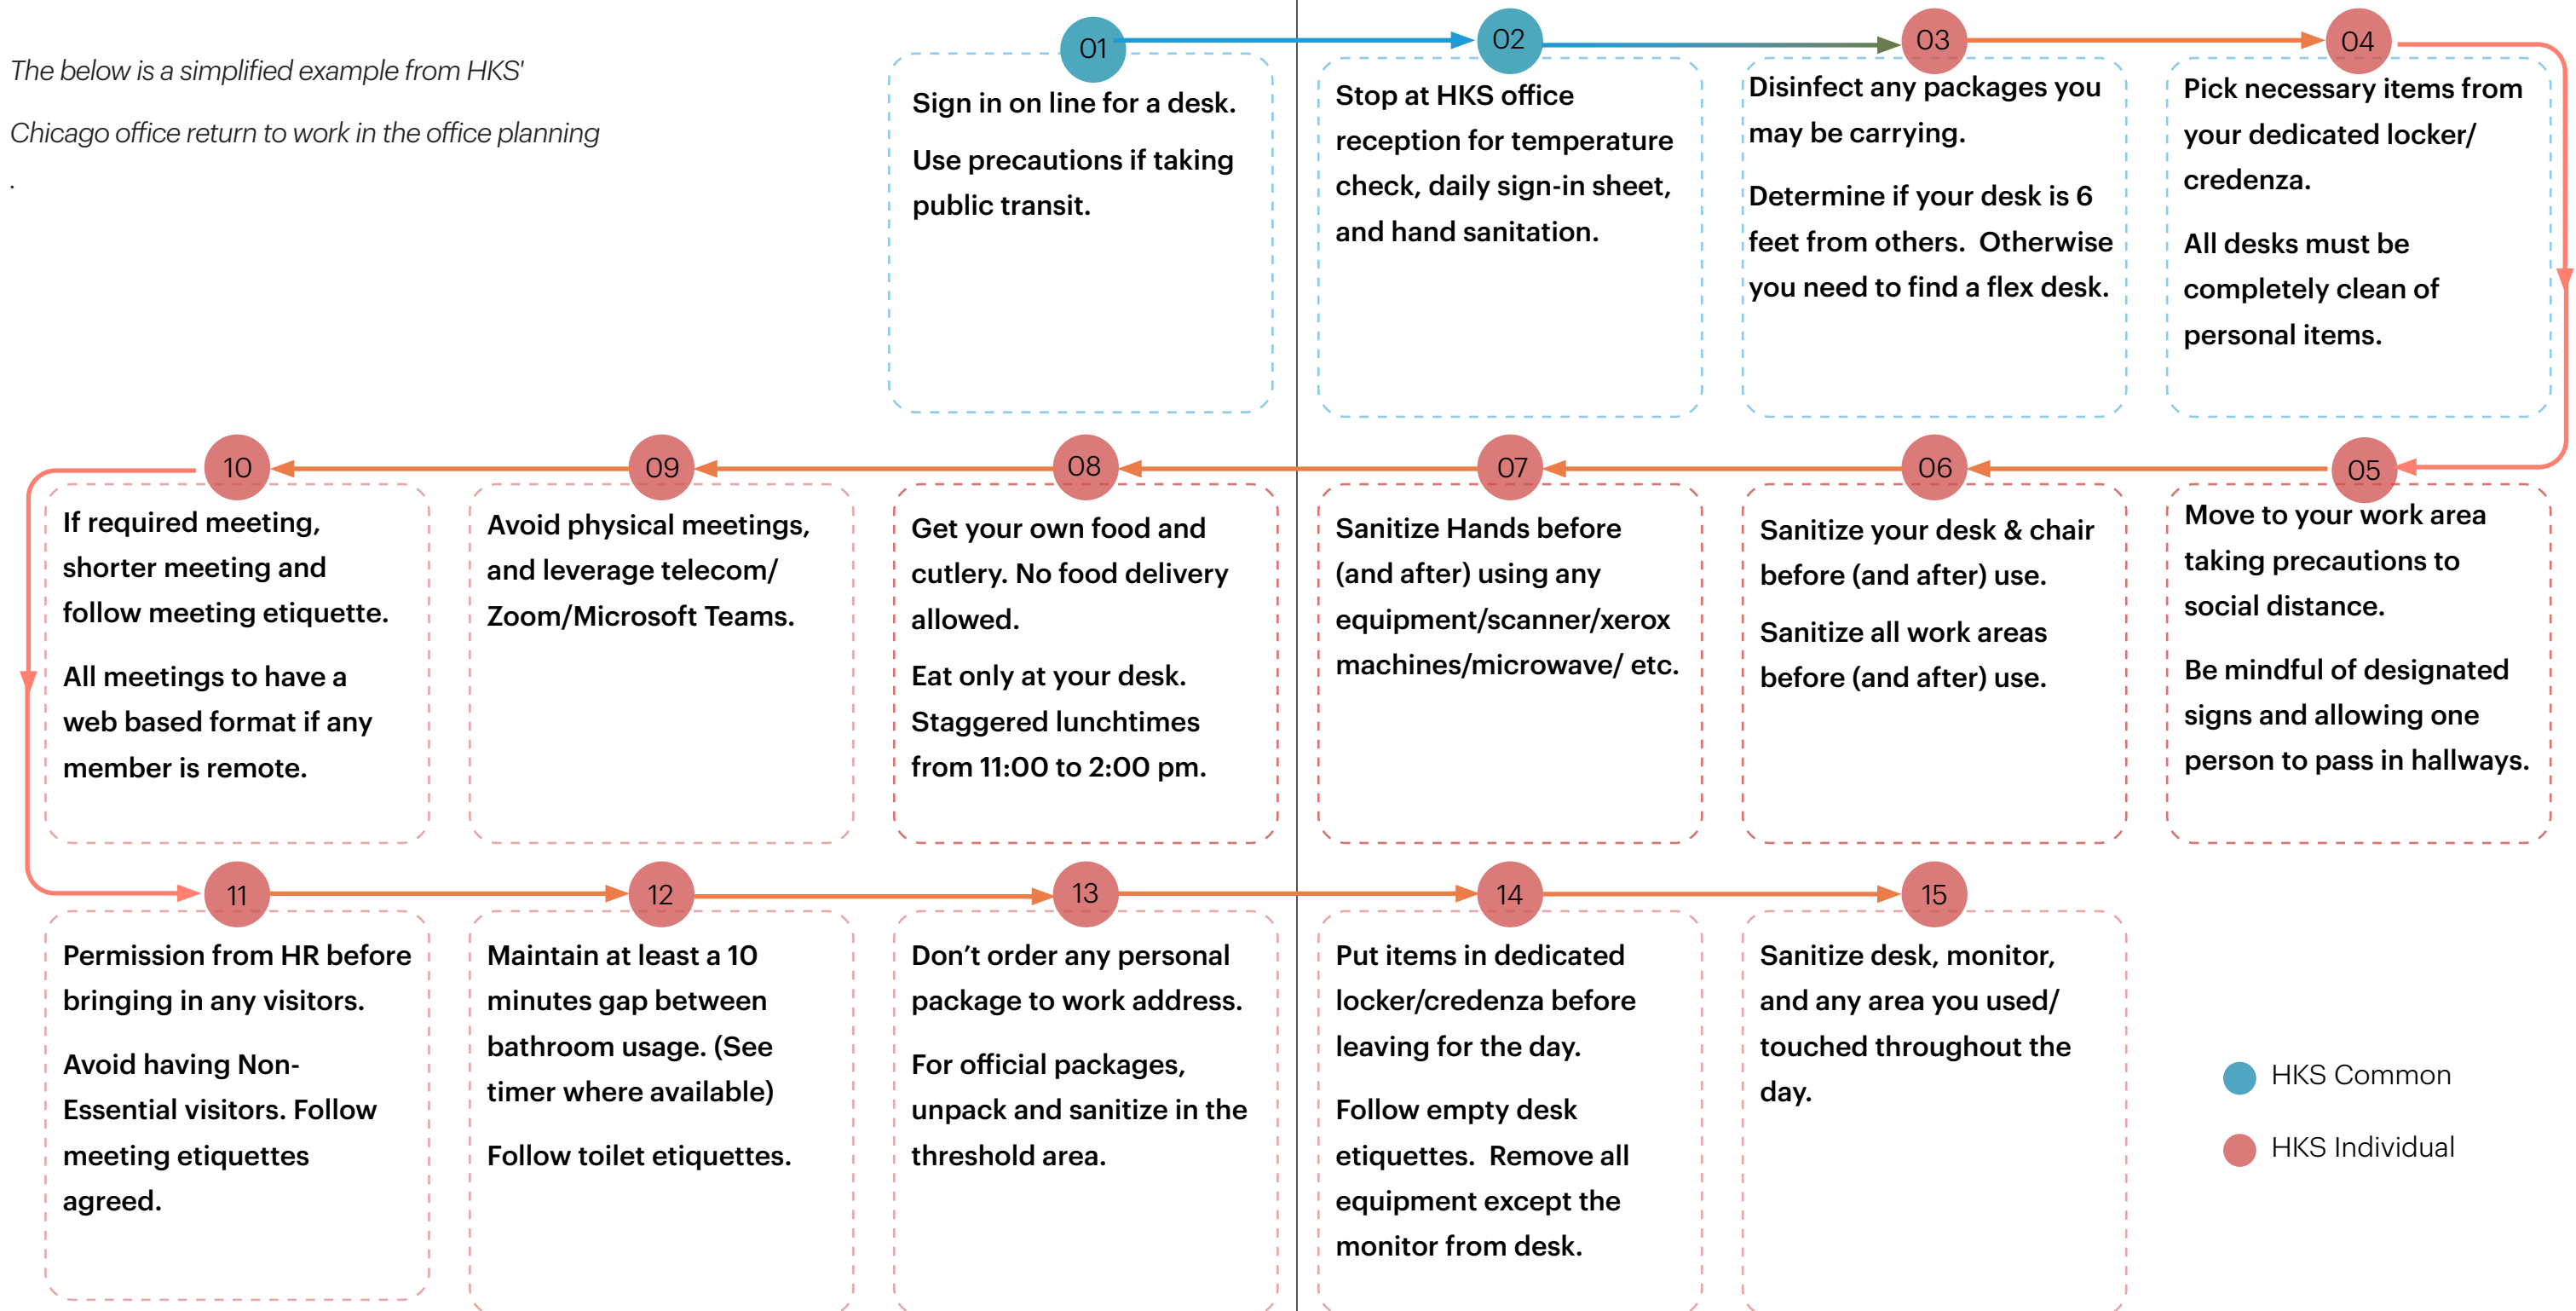 The below is a simplified example from HKS'
Chicago office return to work in the office planning
.
01
Sign in on line for a desk.
Use precautions if taking
public transit.
02
Stop at HKS office
reception for temperature
check, daily sign-in sheet,
and hand sanitation.
03
Disinfect any packages you
may be carrying.
Determine if your desk is 6
feet from others.  Otherwise
you need to find a flex desk.
04
Pick necessary items from
your dedicated locker/
credenza.
All desks must be
completely clean of
personal items.
05
Move to your work area
taking precautions to
social distance.
Be mindful of designated
signs and allowing one
person to pass in hallways.
06
Sanitize your desk & chair
before (and after) use.
Sanitize all work areas
before (and after) use.
07
Sanitize Hands before
(and after) using any
equipment/scanner/xerox
machines/microwave/ etc.
08
Get your own food and
cutlery. No food delivery
allowed.
Eat only at your desk.
Staggered lunchtimes
from 11:00 to 2:00 pm.
09
Avoid physical meetings,
and leverage telecom/
Zoom/Microsoft Teams.
10
If required meeting,
shorter meeting and
follow meeting etiquette.
All meetings to have a
web based format if any
member is remote.
11
Permission from HR before
bringing in any visitors.
Avoid having Non-
Essential visitors. Follow
meeting etiquettes
agreed.
12
Maintain at least a 10
minutes gap between
bathroom usage. (See
timer where available)
Follow toilet etiquettes.
13
Don’t order any personal
package to work address.
For official packages,
unpack and sanitize in the
threshold area.
14
Put items in dedicated
locker/credenza before
leaving for the day.
Follow empty desk
etiquettes.  Remove all
equipment except the
monitor from desk.
15
Sanitize desk, monitor,
and any area you used/
touched throughout the
day.
HKS Common
HKS Individual